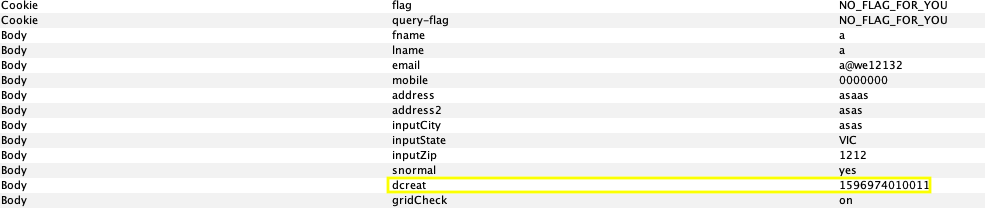 Cookie flag NO_FLAG_FOR_YOU
Cookie query-flag NO_FLAG_FOR_YOU
Body fname a
Body lname a
Body email a@we12132
Body mobile 0000000
Body address asaas
Body address2 asas
Body inputCity asas
Body inputState VIC
Body inputZip 1212
Body snormal yes
Body dcreat 1596974010011
Body gridCheck on